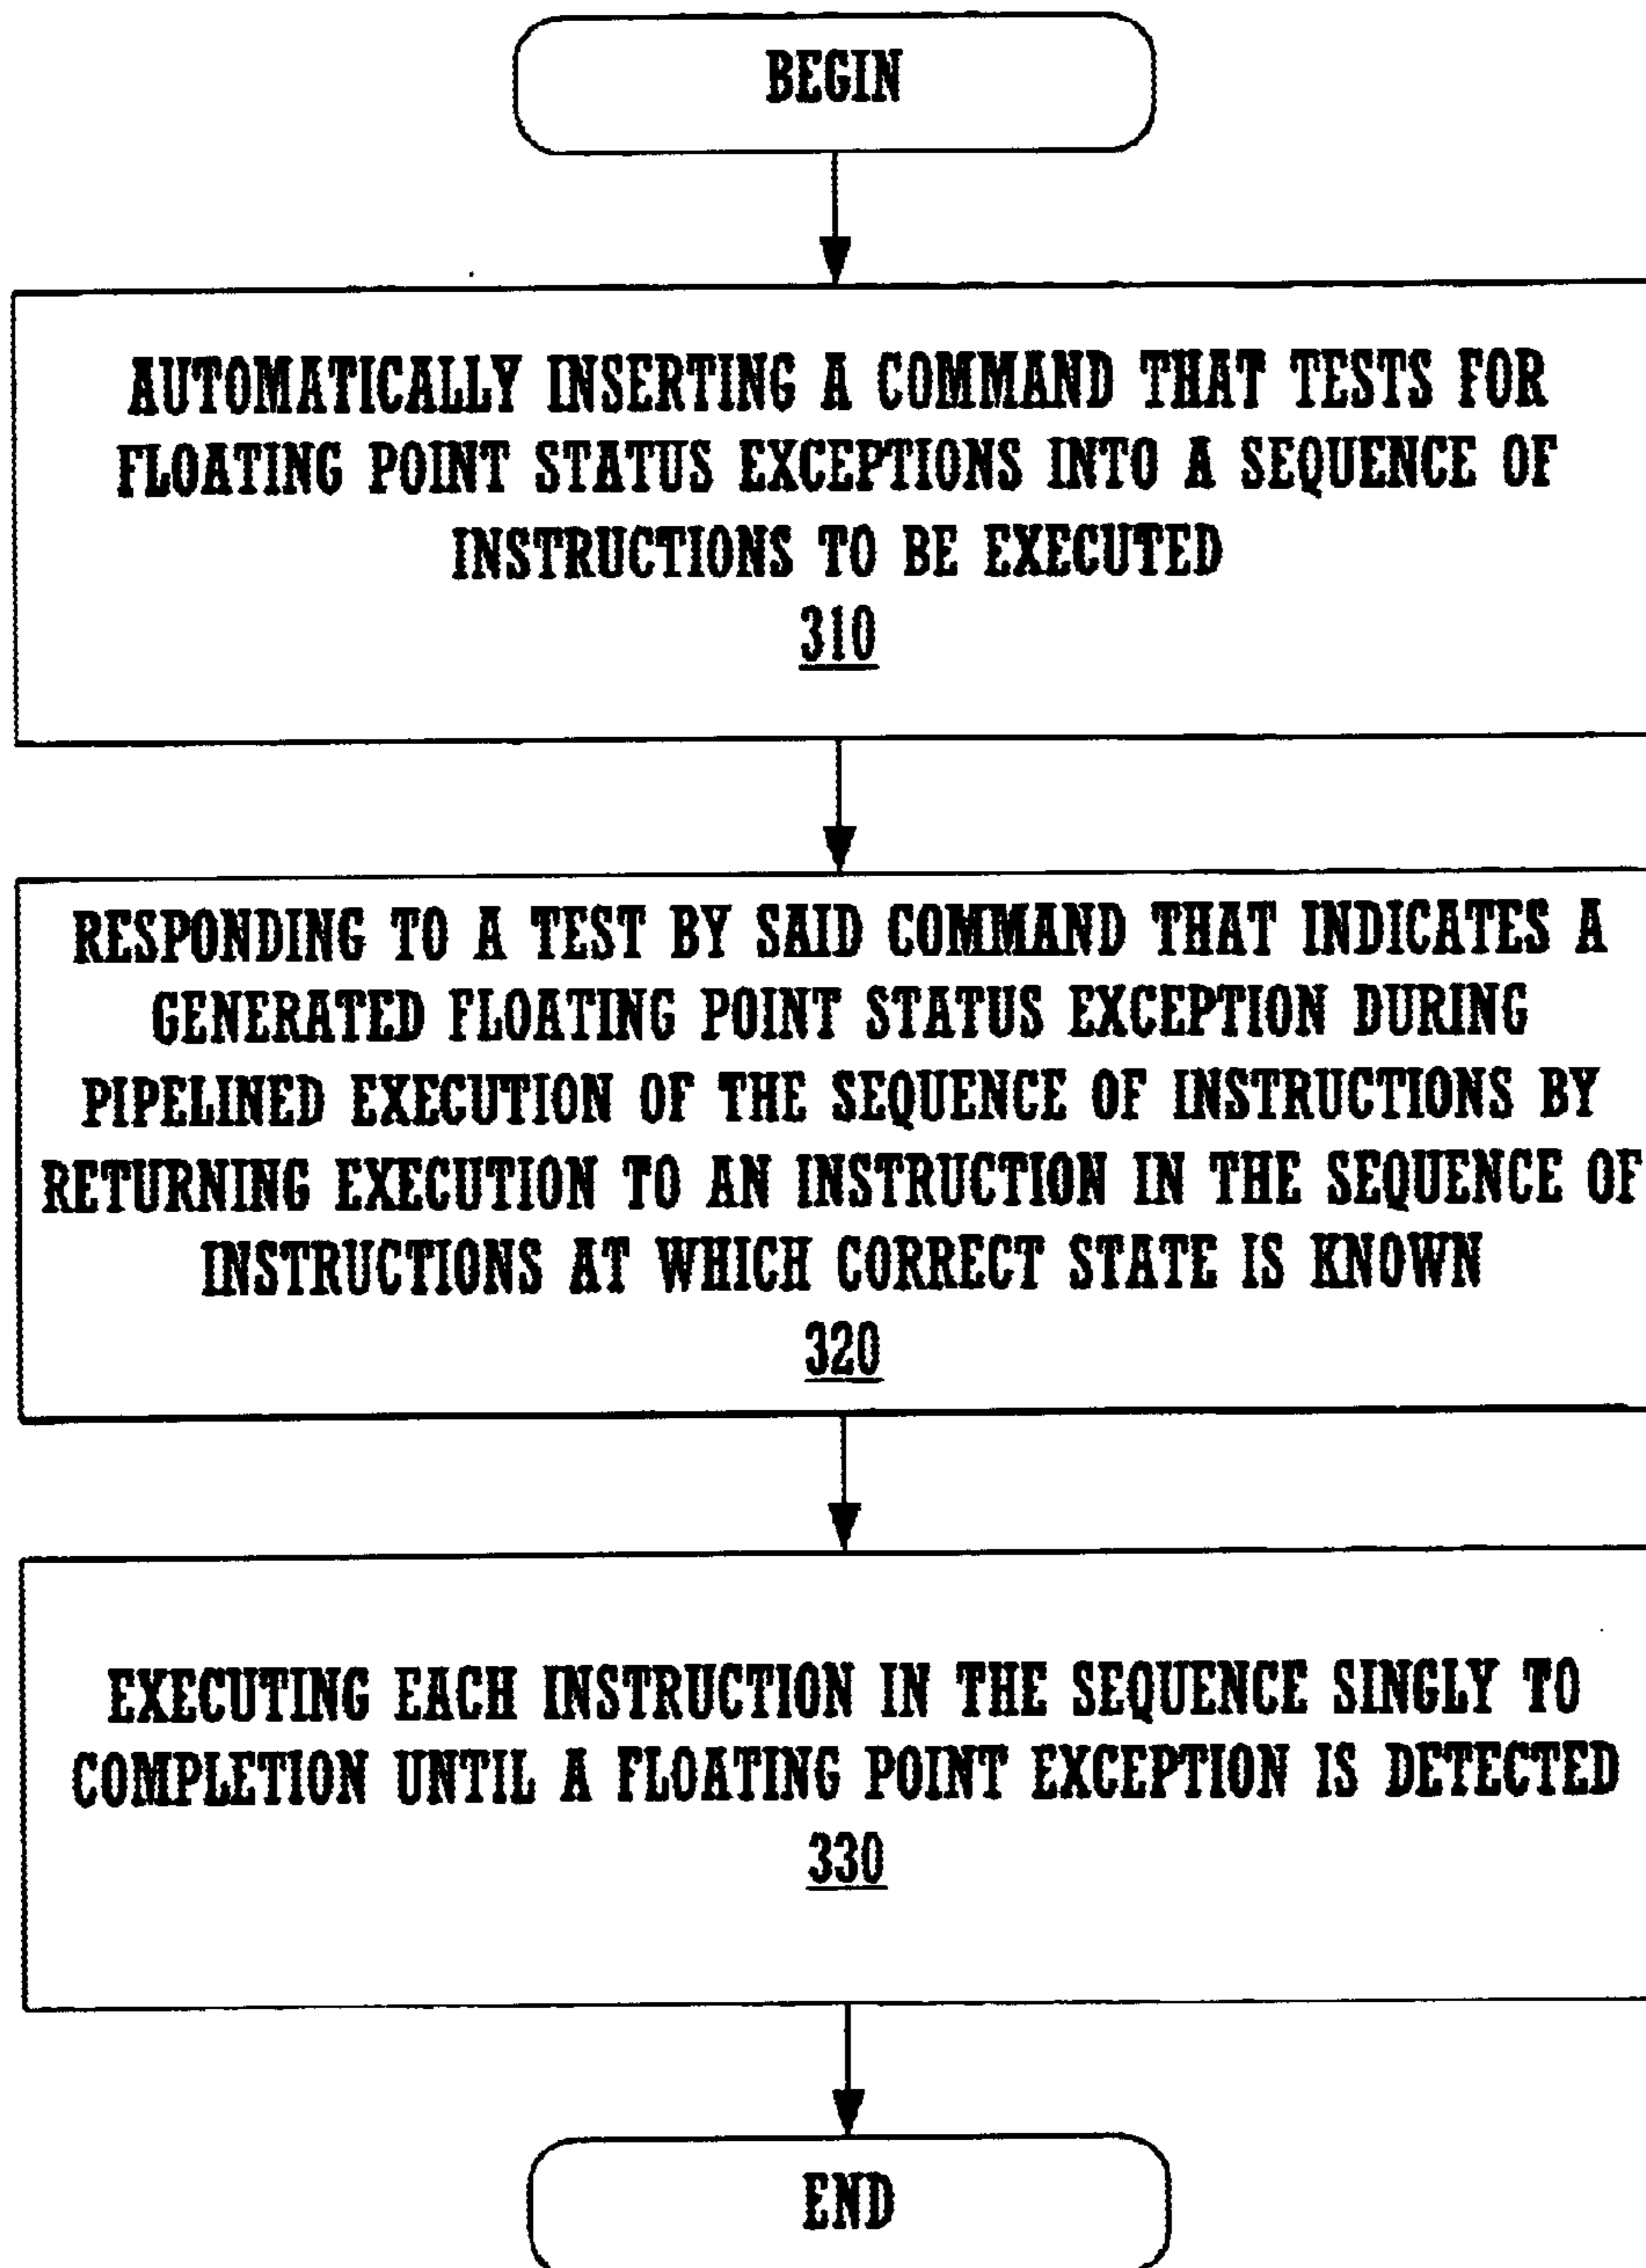 BEGIN
AUTOMATICALLY INSERTING A COMMAND THAT TESTS FOR
FLOATING POINT STATUS EXCEPTIONS INTO A SEQUENCE OF
INSTRUCTIONS TO BE EXECUTED
310
RESPONDING TO A TEST BY SAID COMMAND THAT INDICATES A
GENERATED FLOATING POINT STATUS EXCEPTION DURING
PIPELINED EXECUTION OF THE SEQUENCE OF INSTRUCTIONS BY
RETURNING EXECUTION TO AN INSTRUCTION IN THE SEQUENCE OF
INSTRUCTIONS AT WHICH CORRECT STATE IS KNOWN
320
EXECUTING EACH INSTRUCTION IN THE SEQUENCE SINGLY TO
COMPLETION UNTIL A FLOATING POINT EXCEPTION IS DETECTED
330
END